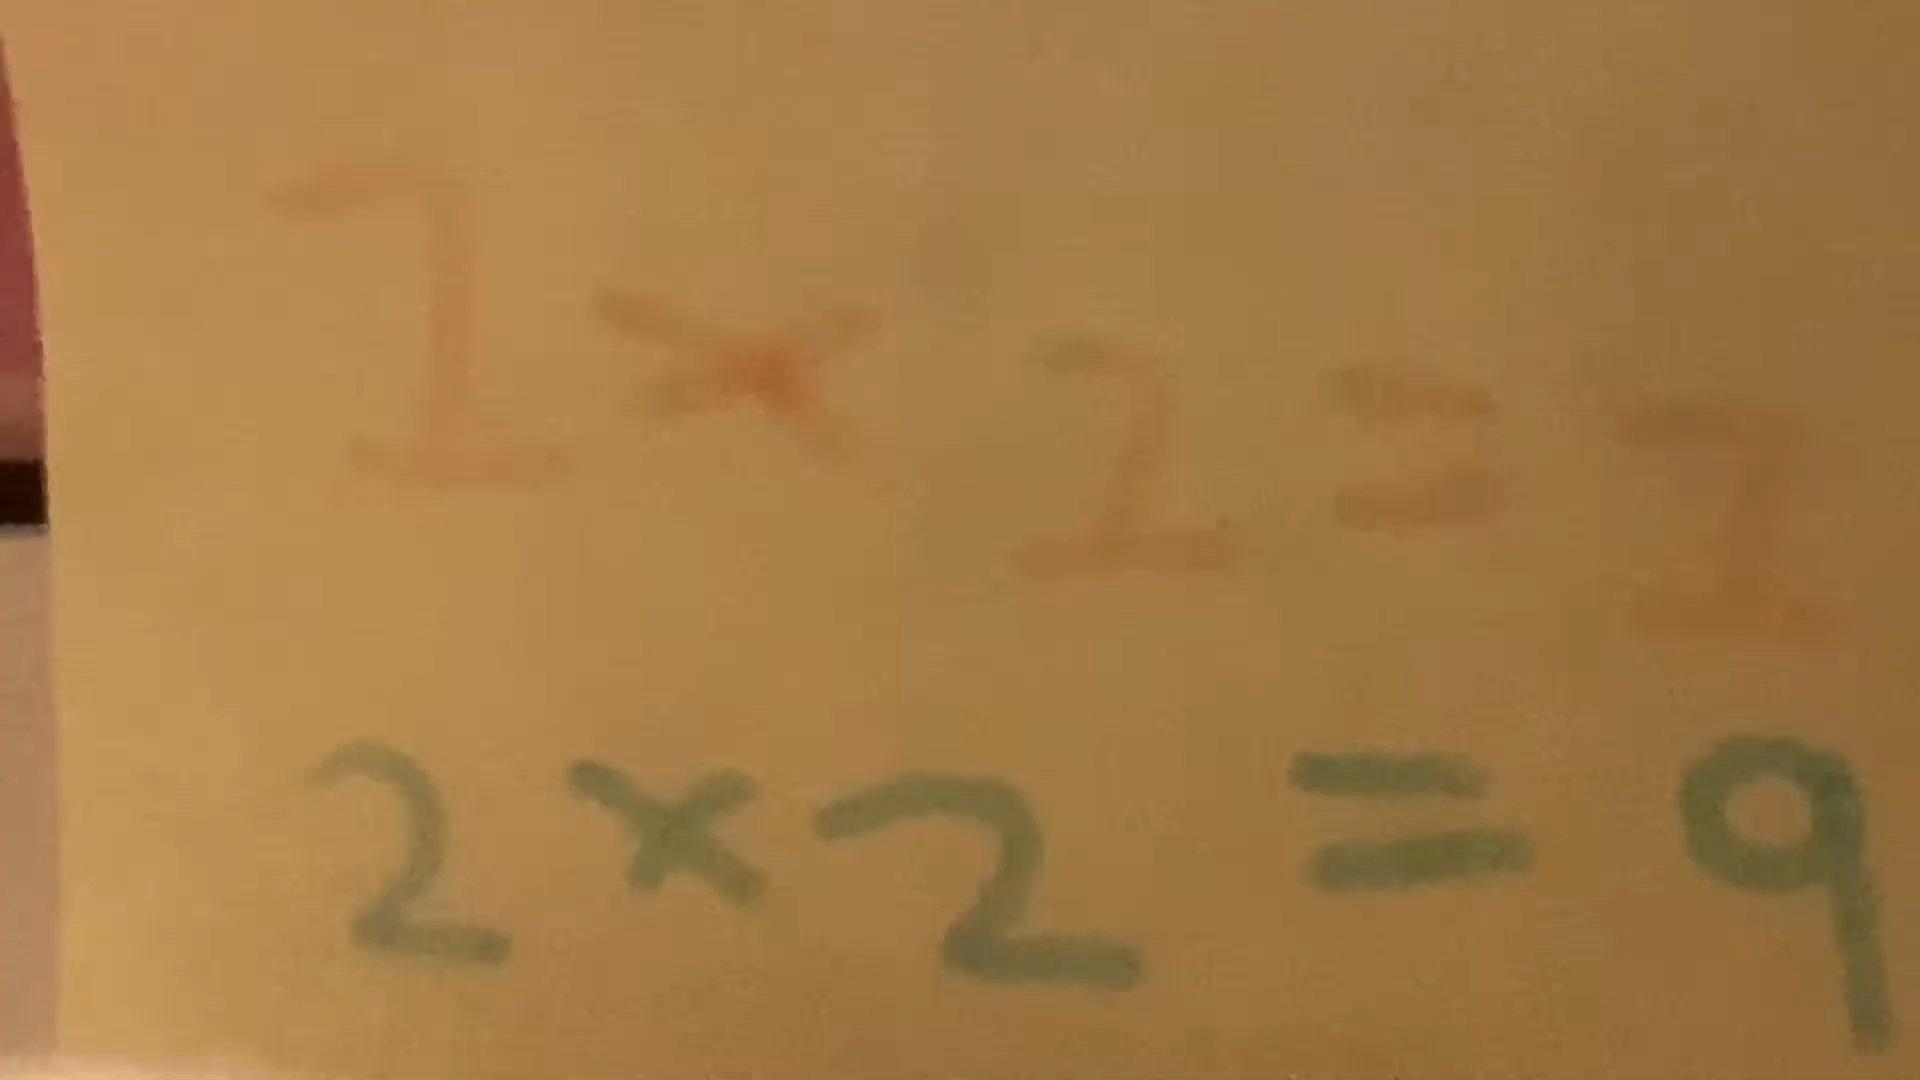 1 x 1 = 1
2 x 2 = 9